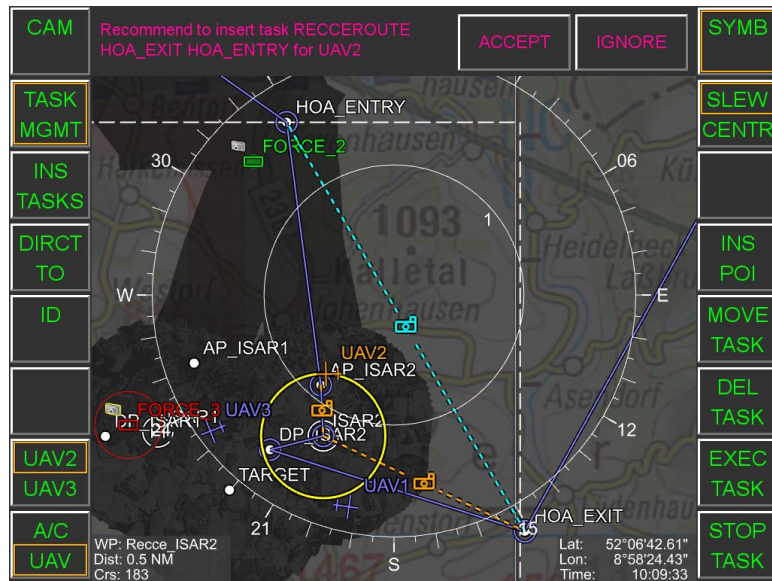 CAM
Recommend to insert task RECCEROUTE
HOA_EXIT HOA_ENTRY for UAV2
ACCEPT
IGNORE
SYMB
TASK
MGMT
SLEW
CENTR
HOA_ENTRY
FORCE_2
30
06
INS
TASKS
1
1093
Kalletal
DIRCT
TO
INS
POI
W
E
ID
MOVE
TASK
AP_ISAR1
UAV2
AP_ISAR2
DEL
TASK
FORCE_3
UAV3
ISAR2
DP_ISAR2
12
UAV2
UAV3
TARGET
UAV1
EXEC
TASK
21
15
HOA_EXIT
S
A/C
UAV
WP: Recce_ISAR2
Dist: 0.5 NM
Crs: 183
Lat: 52°06'42.61"
Lon: 8°58'24.43"
Time: 10:09:33
STOP
TASK